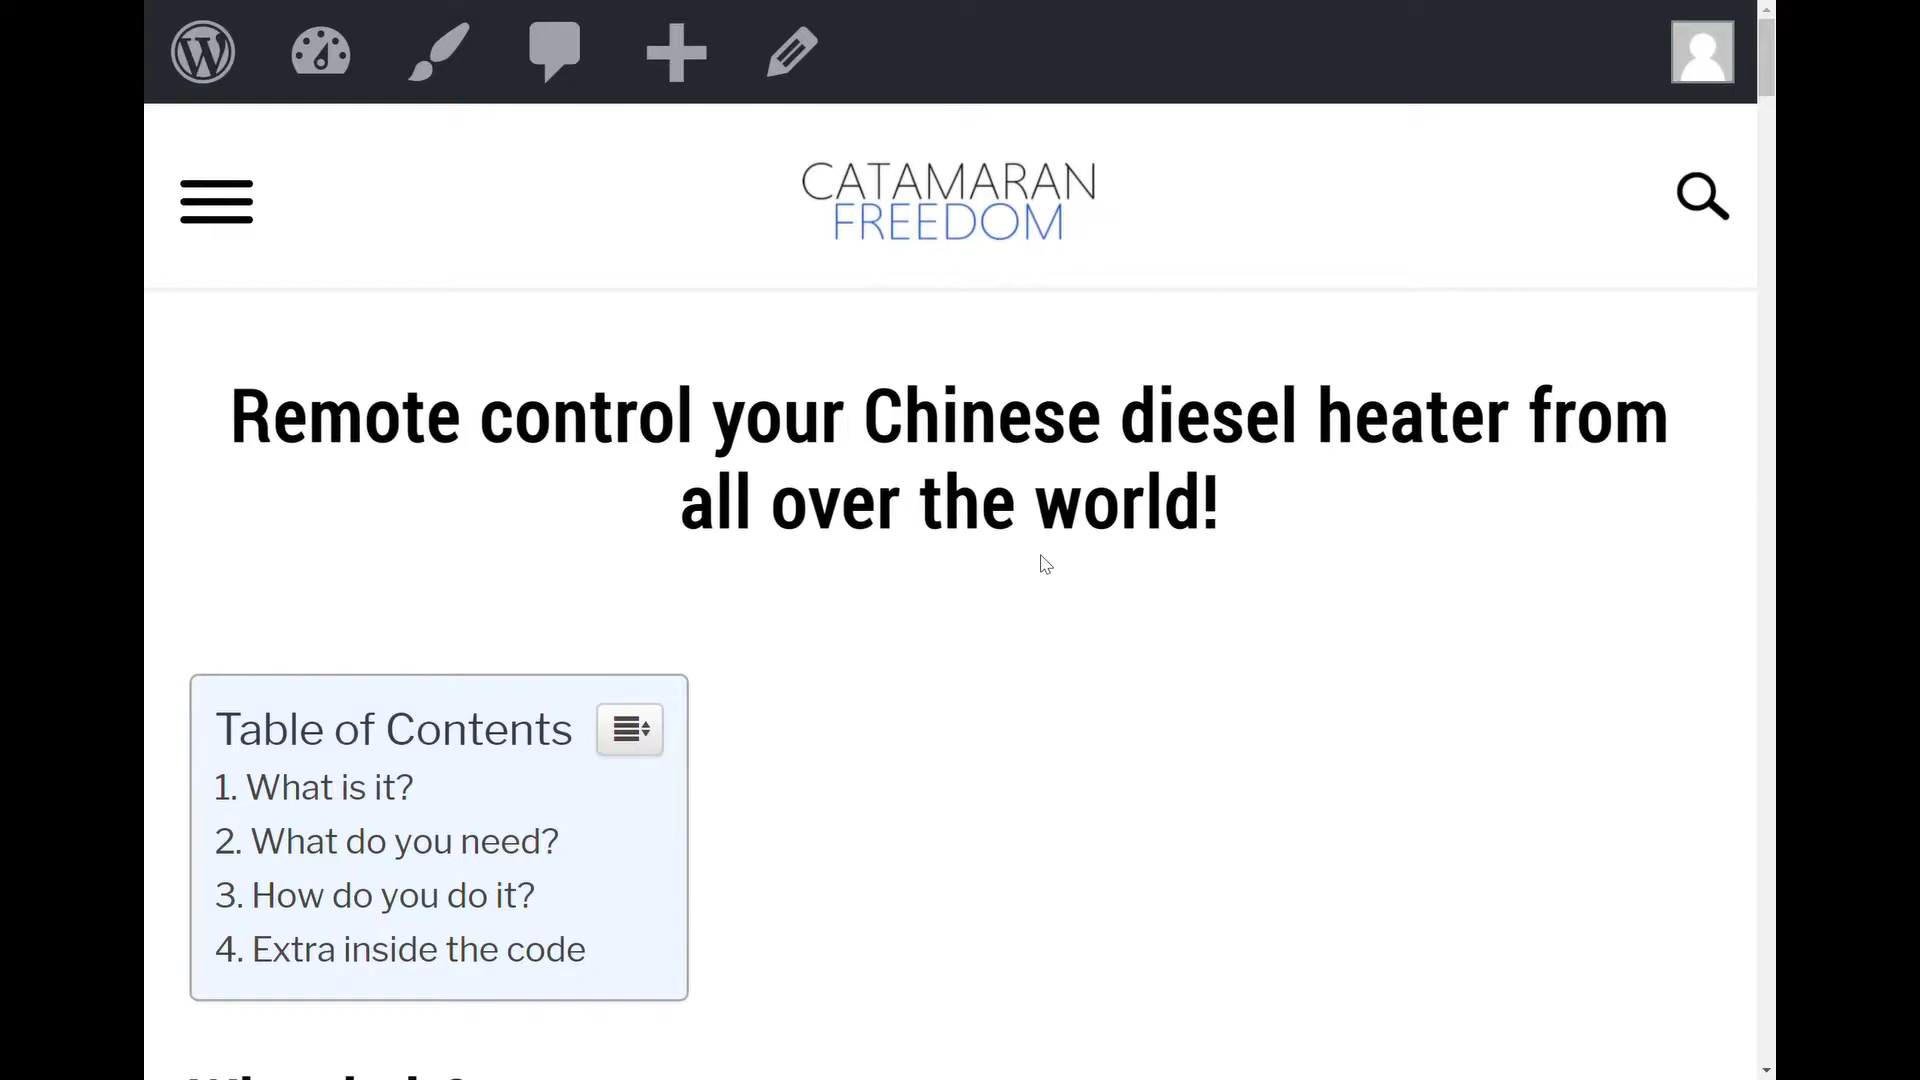 CATAMARAN
FREEDOM
Remote control your Chinese diesel heater from
all over the world!
Table of Contents
1. What is it?
2. What do you need?
3. How do you do it?
4. Extra inside the code